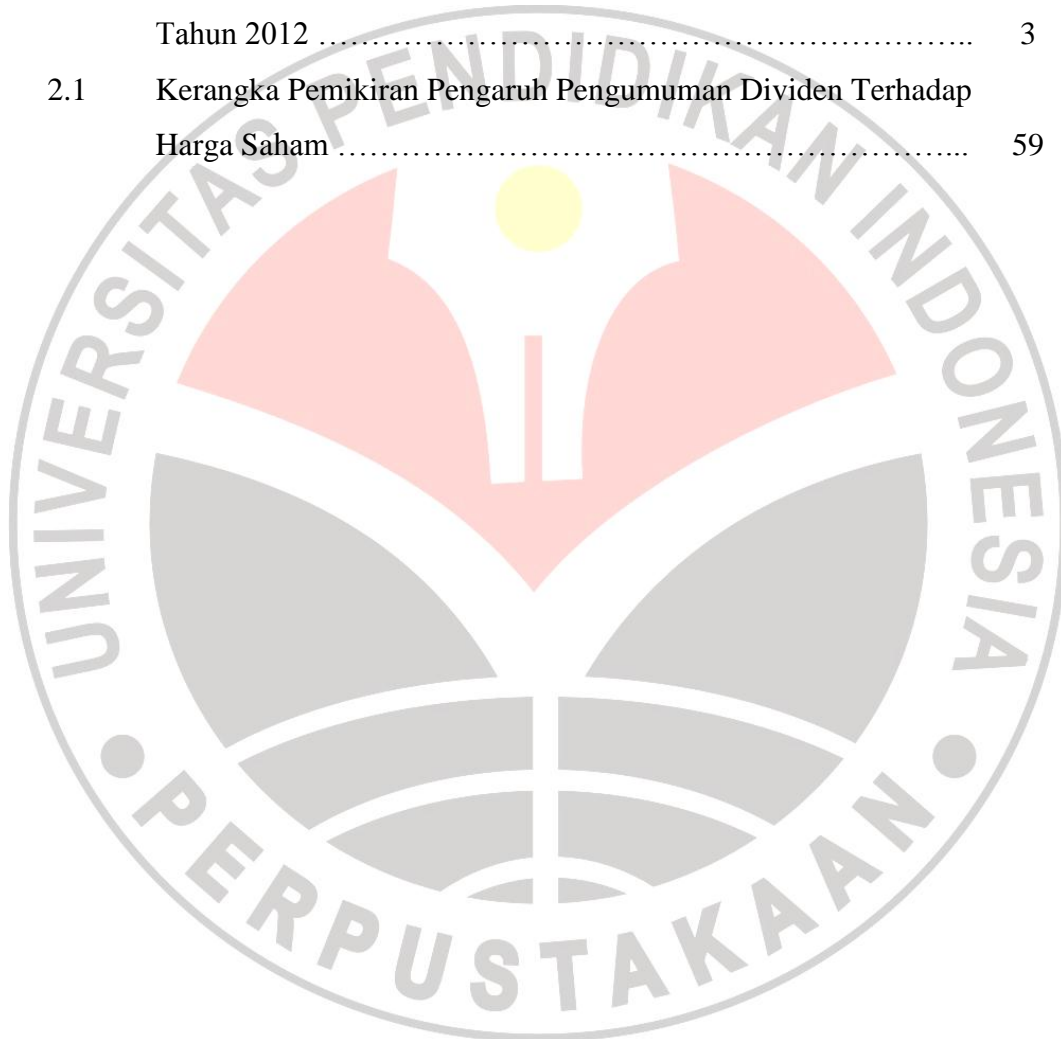 Tahun 2012 ………………………………………………………….. 3
2.1 Kerangka Pemikiran Pengaruh Pengumuman Dividen Terhadap
Harga Saham ………………………………………………………... 59
UNIVERSITAS PENDIDIKAN INDONESIA
PERPUSTAKAAN